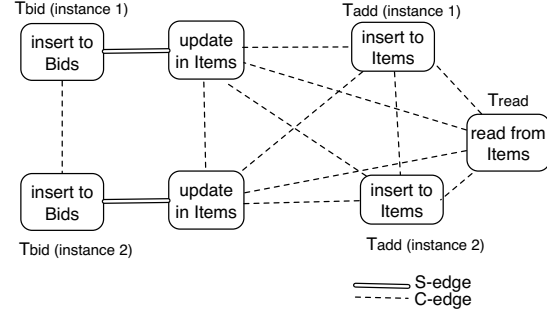 Tbid (instance 1)
Tadd (instance 1)
insert to
Bids
update
in Items
insert to
Items
Tread
read from
Items
insert to
Bids
update
in Items
insert to
Items
Tbid (instance 2)
Tadd (instance 2)
S-edge
C-edge